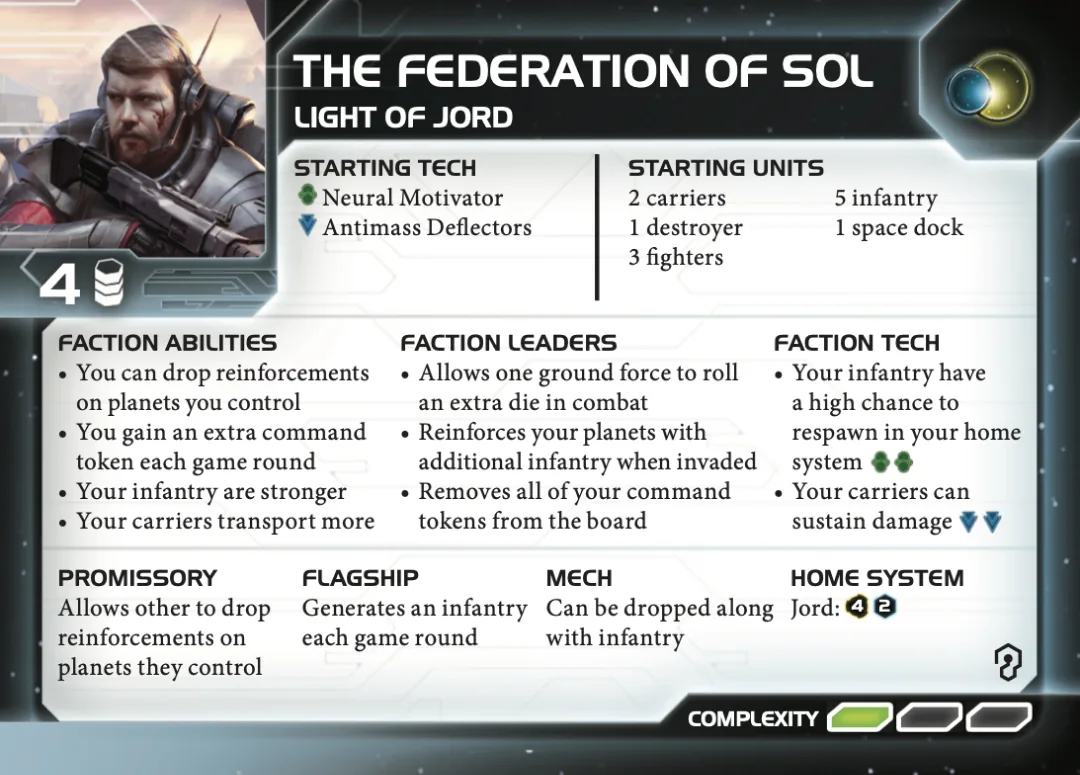 THE FEDERATION OF SOL
LIGHT OF JORD
STARTING TECH
Neural Motivator
Antimass Deflectors
STARTING UNITS
2 carriers
1 destroyer
3 fighters
5 infantry
1 space dock
4
FACTION ABILITIES
• You can drop reinforcements
on planets you control
• You gain an extra command
token each game round
• Your infantry are stronger
• Your carriers transport more
FACTION LEADERS
• Allows one ground force to roll
an extra die in combat
• Reinforces your planets with
additional infantry when invaded
• Removes all of your command
tokens from the board
FACTION TECH
• Your infantry have
a high chance to
respawn in your home
system
• Your carriers can
sustain damage
PROMISSORY
Allows other to drop
reinforcements on
planets they control
FLAGSHIP
Generates an infantry
each game round
MECH
Can be dropped along
with infantry
HOME SYSTEM
Jord: 4 2
COMPLEXITY